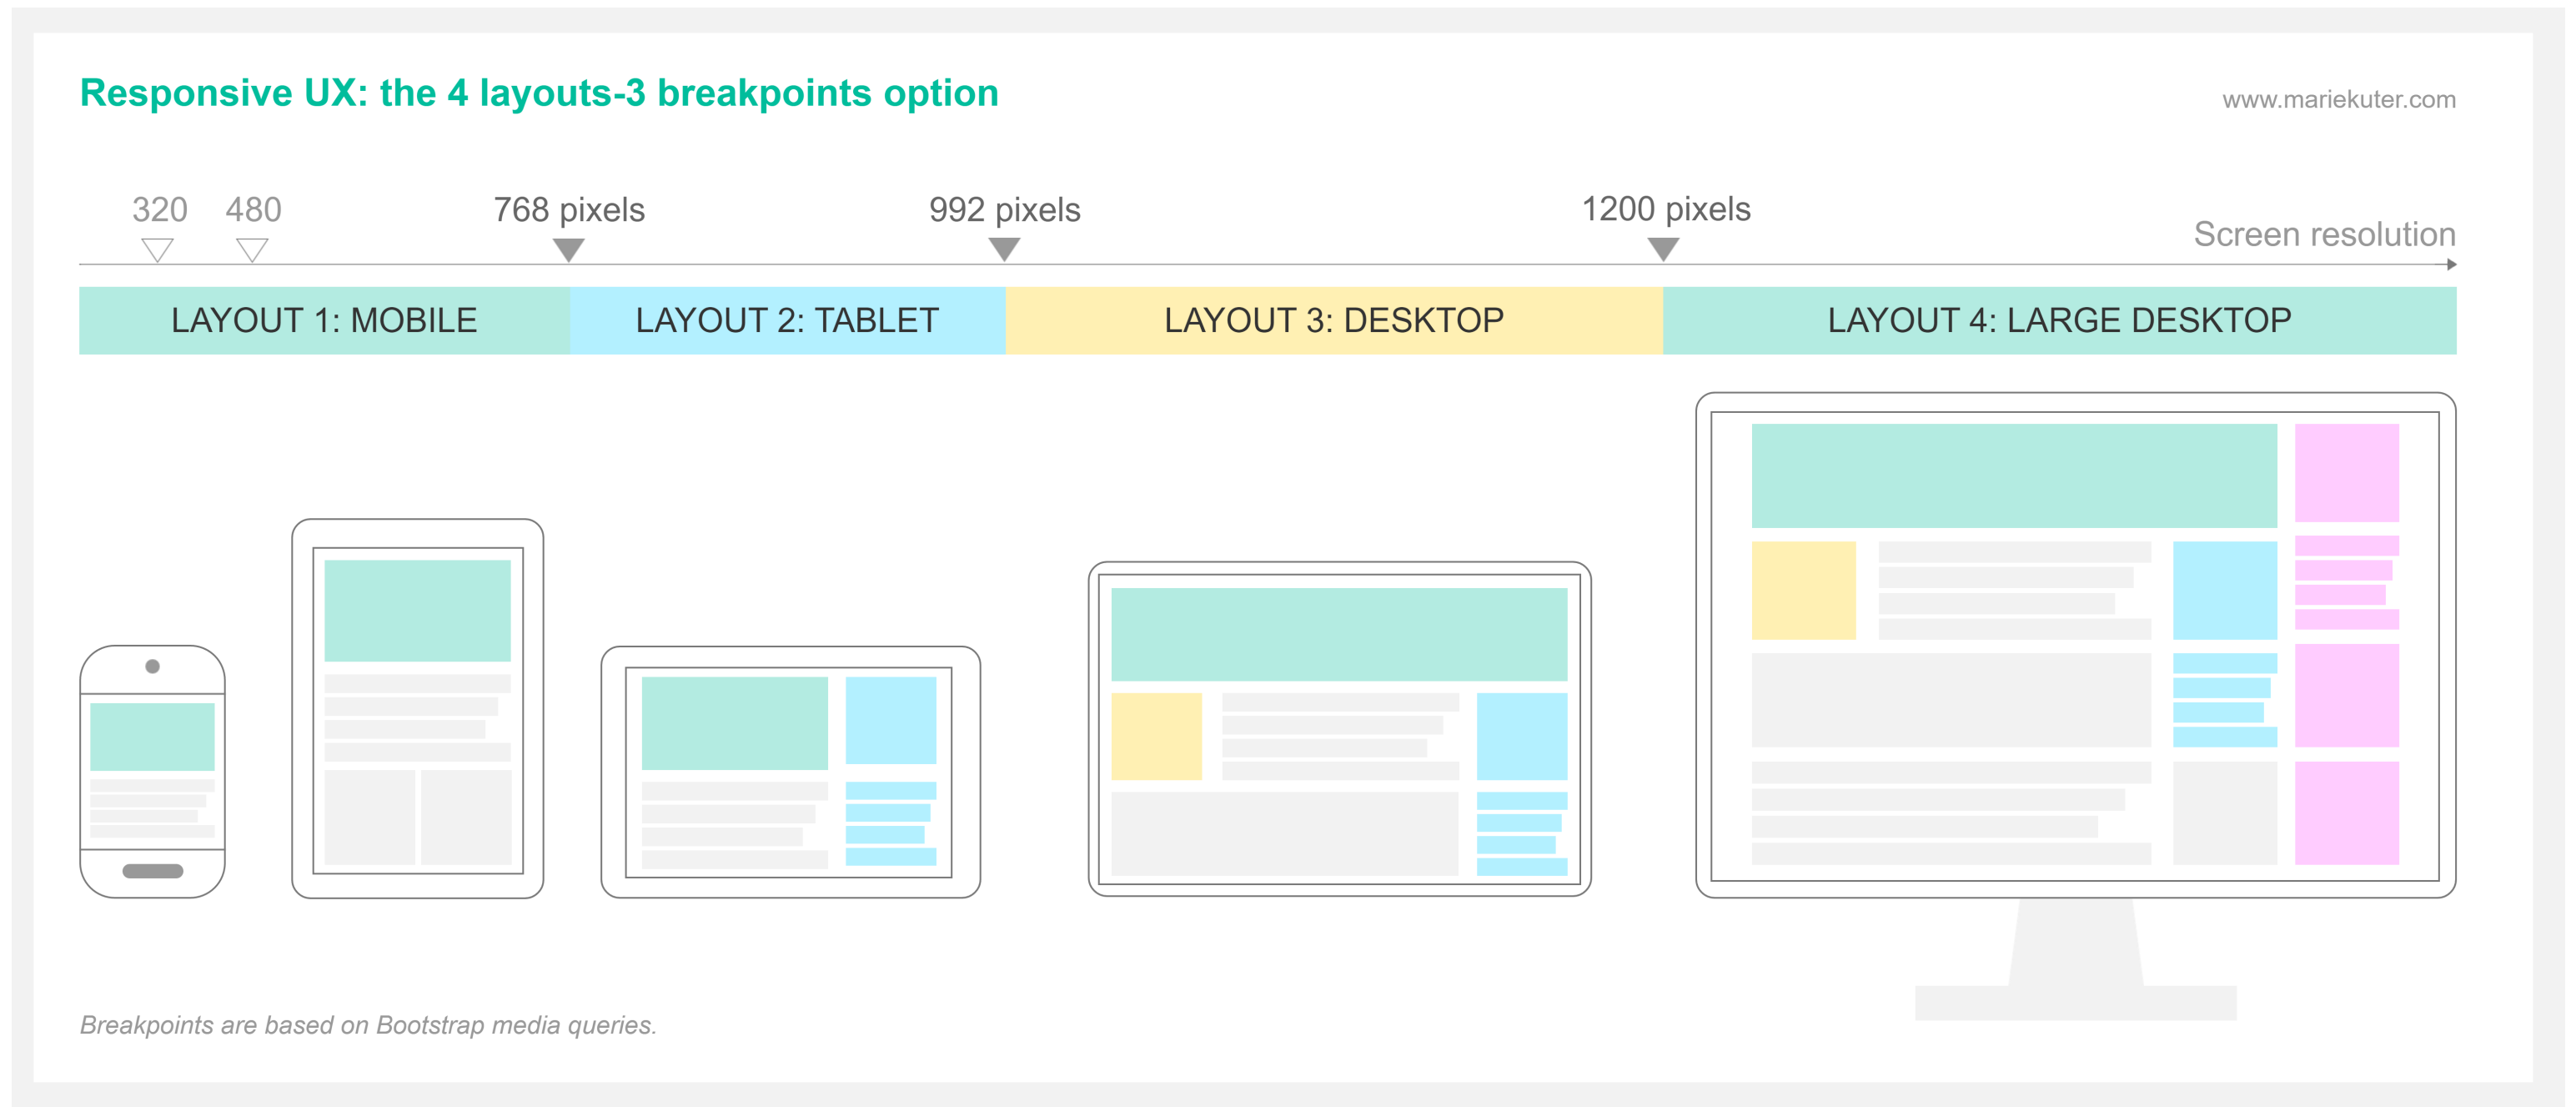 Responsive UX: the 4 layouts-3 breakpoints option
www.mariekuter.com
320
480
768 pixels
992 pixels
1200 pixels
Screen resolution
LAYOUT 1: MOBILE
LAYOUT 2: TABLET
LAYOUT 3: DESKTOP
LAYOUT 4: LARGE DESKTOP
Breakpoints are based on Bootstrap media queries.